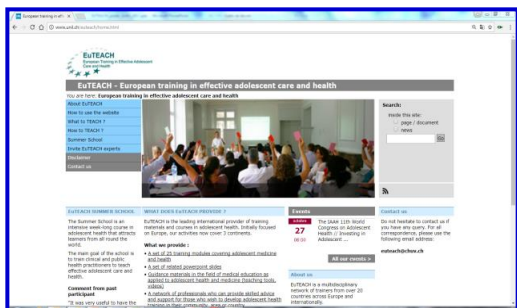 European training in effe
www.unil.ch/euteach/home.html
EuTEACH
European Training in Effective Adolescent
Care and Health
EuTEACH - European training in effective adolescent care and health
You are here: European training in effective adolescent care and health
About EuTEACH
How to use the website
What to TEACH ?
How to TEACH ?
Summer School
Invite EuTEACH experts
Disclaimer
Contact us
Search:
Inside this site:
page / document
news
EuTEACH SUMMER SCHOOL
The Summer School is an
intensive week-long course in
adolescent health that attracts
learners from all round the
world.
The main goal of the school is
to train clinical and public
health practitioners to teach
effective adolescent care and
health.
Comment from past
participant
"It was very useful to have the
WHAT DOES EuTEACH PROVIDE ?
EuTEACH is the leading international provider of training
materials and courses in adolescent health. Initially focused
on Europe, our activities now cover 3 continents.
What we provide :
• A set of 25 training modules covering adolescent medicine
and health
• A set of related powerpoint slides
• Guidance materials in the field of medical education as
applied to adolescent health and medicine (teaching tools,
videos)
• A network of professionals who can provide skilled advice
and support for those who wish to develop adolescent health
training in their community, area or country
Events
27
The IAAH 11th World
Congress on Adolescent
Health // Investing in
Adolescent ...
All our events >
About us
EuTEACH is a multidisciplinary
network of trainers from over 20
countries across Europe and
internationally.
Contact us
Do not hesitate to contact us if
you have any query. For all
correspondence, please use the
following email address:
euteach@chuv.ch